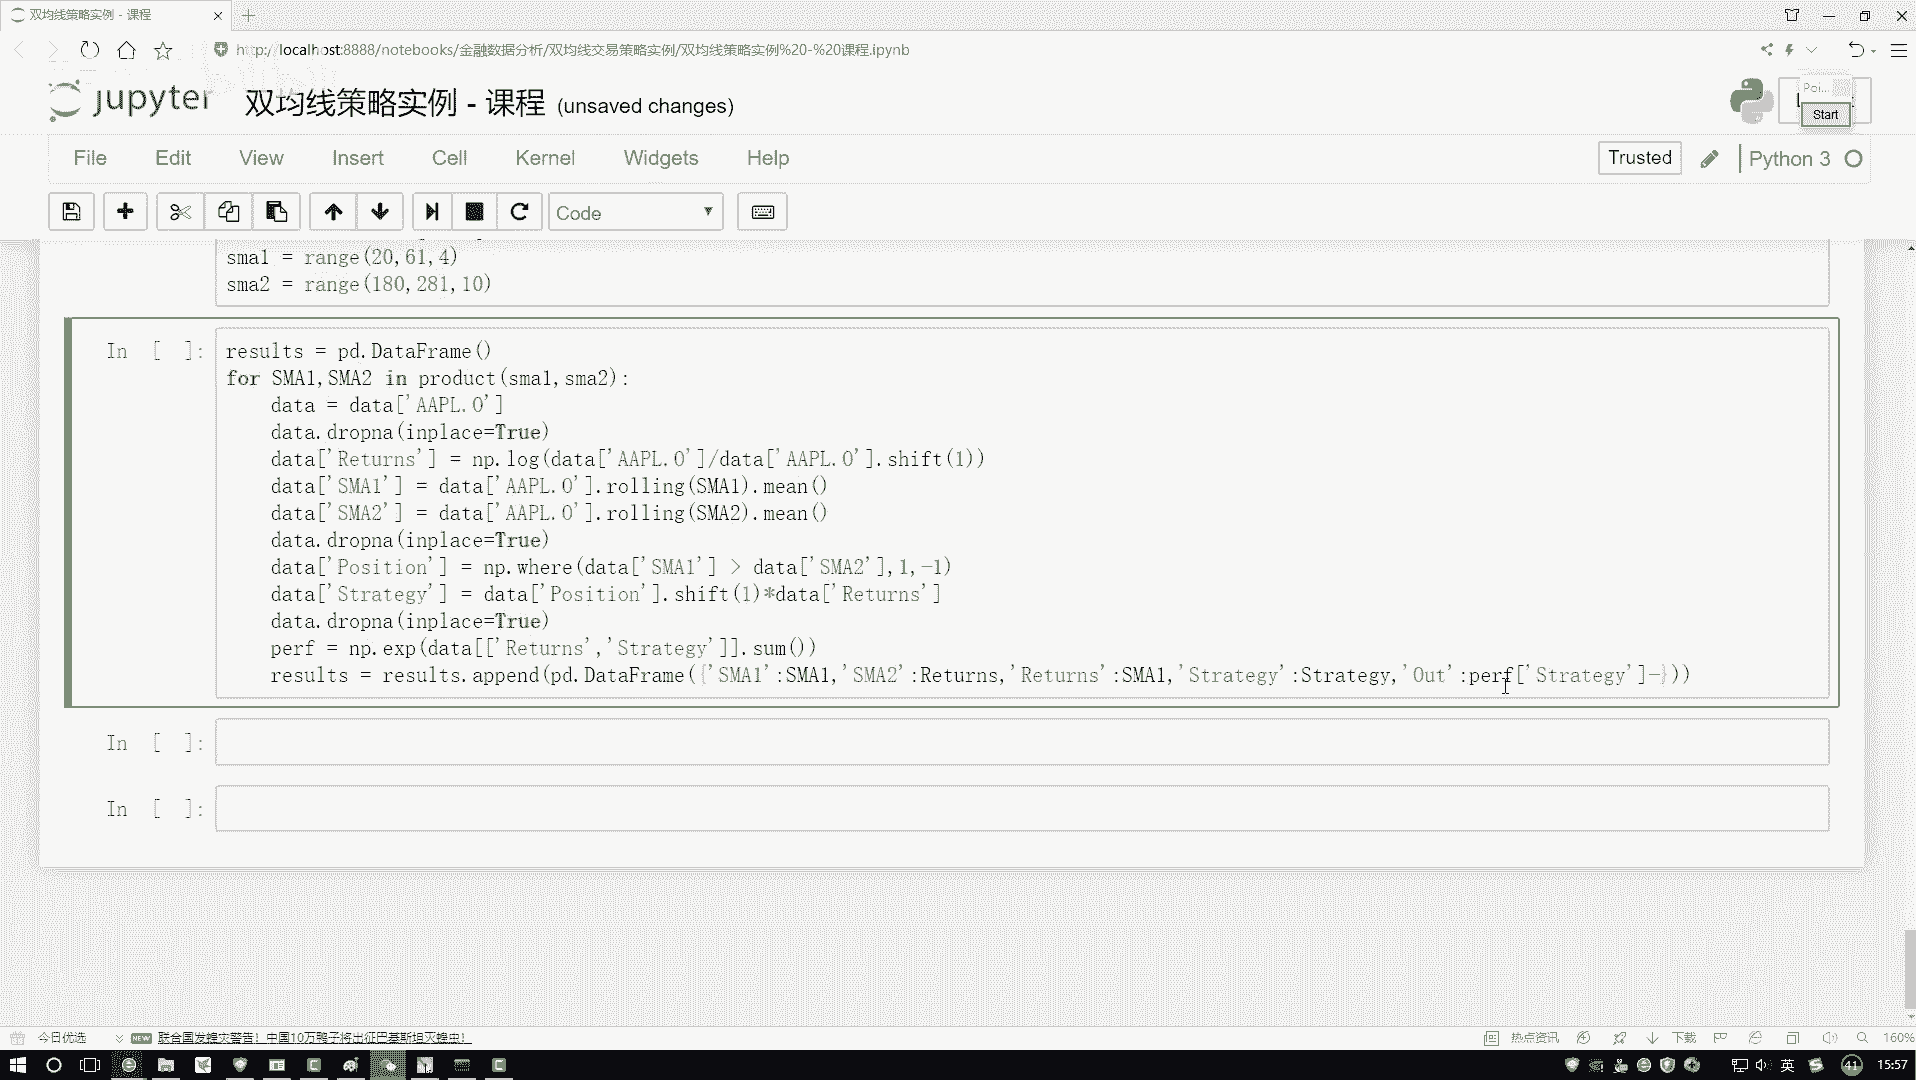 双均线策略实例 - 课程
http://localhost:8888/notebooks/金融数据分析/双均线交易策略实例/双均线策略实例%20-%20课程.ipynb
jupyter 双均线策略实例 - 课程 (unsaved changes)
Poi...
Start
File Edit View Insert Cell Kernel Widgets Help
Trusted Python 3
Code
sma1 = range(20,61,4)
sma2 = range(180,281,10)
In [ ]: results = pd.DataFrame()
for SMA1,SMA2 in product(sma1,sma2):
data = data['AAPL.O']
data.dropna(inplace=True)
data['Returns'] = np.log(data['AAPL.O']/data['AAPL.O'].shift(1))
data['SMA1'] = data['AAPL.O'].rolling(SMA1).mean()
data['SMA2'] = data['AAPL.O'].rolling(SMA2).mean()
data.dropna(inplace=True)
data['Position'] = np.where(data['SMA1'] > data['SMA2'],1,-1)
data['Strategy'] = data['Position'].shift(1)*data['Returns']
data.dropna(inplace=True)
perf = np.exp(data[['Returns','Strategy']].sum())
results = results.append(pd.DataFrame({'SMA1':SMA1,'SMA2':Returns,'Returns':SMA1,'Strategy':Strategy,'Out':perf['Strategy']-}))
In [ ]:
In [ ]:
今日优选 NEW 联合国发蝗灾警告！中国10万鸭子将出征巴基斯坦灭蝗虫！ 热点资讯 下载 160%
英 41 15:57